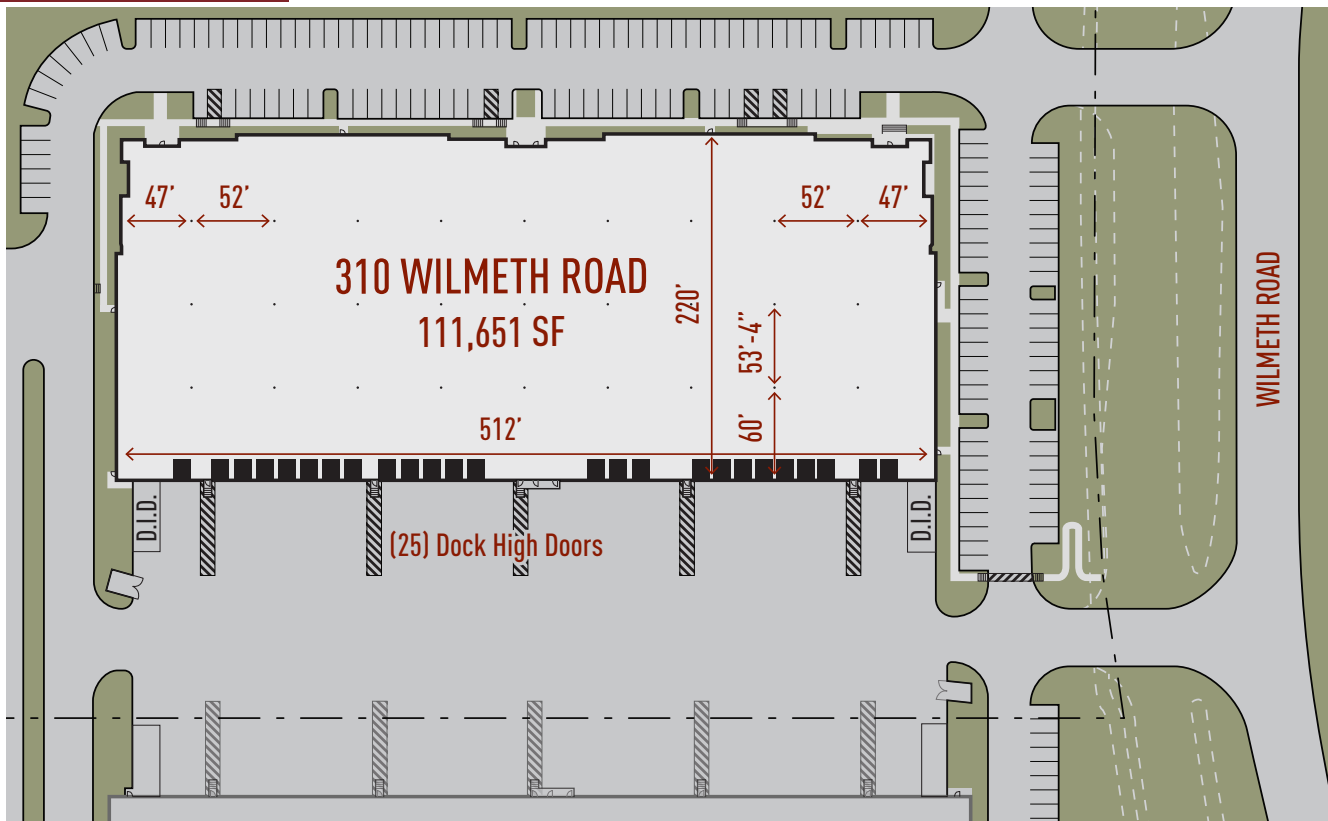 47'
52'
52'
47'
310 WILMETH ROAD
111,651 SF
220'
53'-4"
60'
512'
WILMETH ROAD
D.I.D.
D.I.D.
(25) Dock High Doors